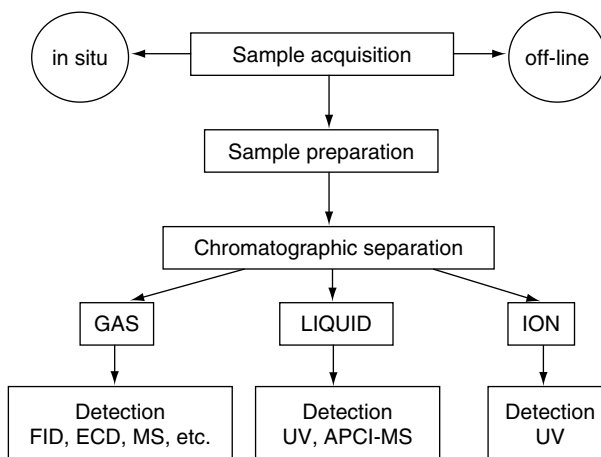 in situ
Sample acquisition
off-line
Sample preparation
Chromatographic separation
GAS
LIQUID
ION
Detection
FID, ECD, MS, etc.
Detection
UV, APCI-MS
Detection
UV